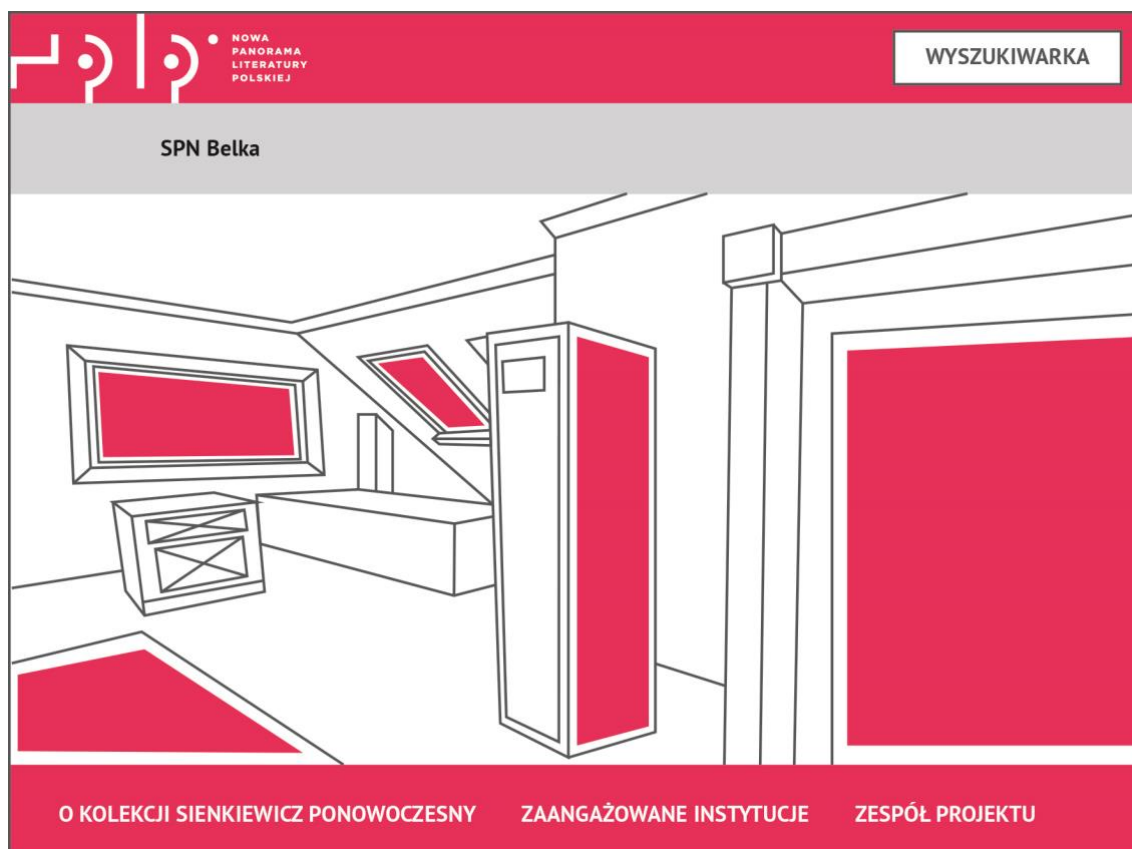 NOWA
PANORAMA
LITERATURY
POLSKIEJ
WYSZUKIWARKA
SPN Belka
O KOLEKCJI SIENKIEWICZ PONOWOCZESNY ZAANGAŻOWANE INSTYTUCJE ZESPÓŁ PROJEKTU